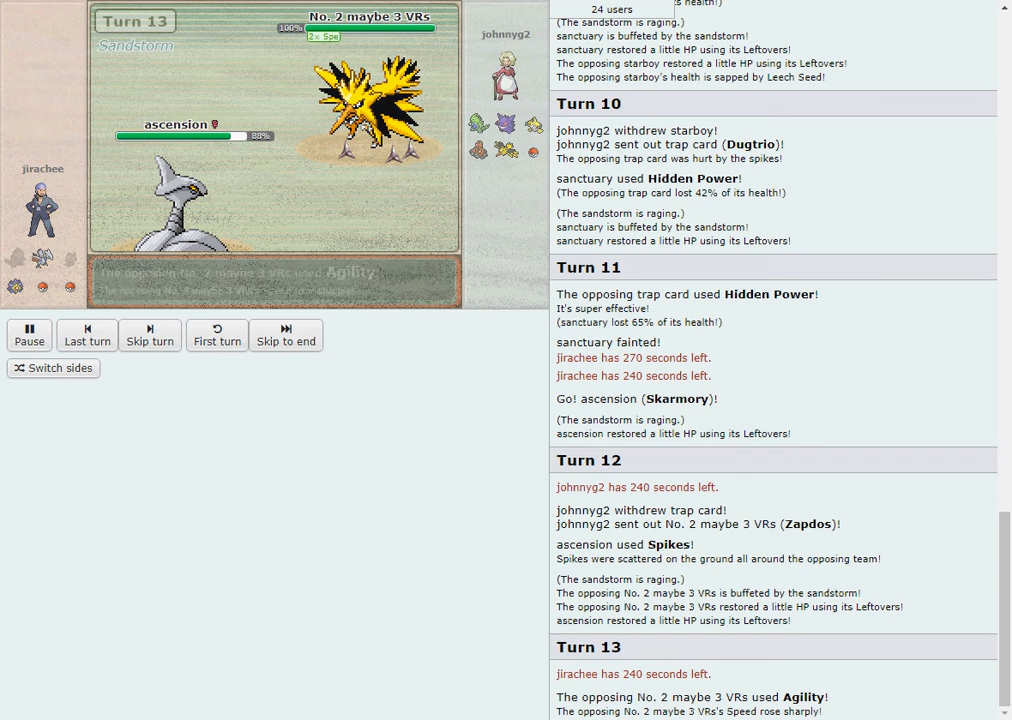 Turn 13
Sandstorm
No. 2 maybe 3 VRs
100%
2x Spe
ascension
88%
jirachee
johnnyg2
The opposing No. 2 maybe 3 VRs used Agility!
Pause
Last turn
Skip turn
First turn
Skip to end
Switch sides
24 users
(The sandstorm is raging.)
sanctuary is buffeted by the sandstorm!
sanctuary restored a little HP using its Leftovers!
The opposing starboy restored a little HP using its Leftovers!
The opposing starboy's health is sapped by Leech Seed!
Turn 10
johnnyg2 withdrew starboy!
johnnyg2 sent out trap card (Dugtrio)!
The opposing trap card was hurt by the spikes!
sanctuary used Hidden Power!
(The opposing trap card lost 42% of its health!)
(The sandstorm is raging.)
sanctuary is buffeted by the sandstorm!
sanctuary restored a little HP using its Leftovers!
Turn 11
The opposing trap card used Hidden Power!
It's super effective!
(sanctuary lost 65% of its health!)
sanctuary fainted!
jirachee has 270 seconds left.
jirachee has 240 seconds left.
Go! ascension (Skarmory)!
(The sandstorm is raging.)
ascension restored a little HP using its Leftovers!
Turn 12
johnnyg2 has 240 seconds left.
johnnyg2 withdrew trap card!
johnnyg2 sent out No. 2 maybe 3 VRs (Zapdos)!
ascension used Spikes!
Spikes were scattered on the ground all around the opposing team!
(The sandstorm is raging.)
The opposing No. 2 maybe 3 VRs is buffeted by the sandstorm!
The opposing No. 2 maybe 3 VRs restored a little HP using its Leftovers!
ascension restored a little HP using its Leftovers!
Turn 13
jirachee has 240 seconds left.
The opposing No. 2 maybe 3 VRs used Agility!
The opposing No. 2 maybe 3 VRs's Speed rose sharply!